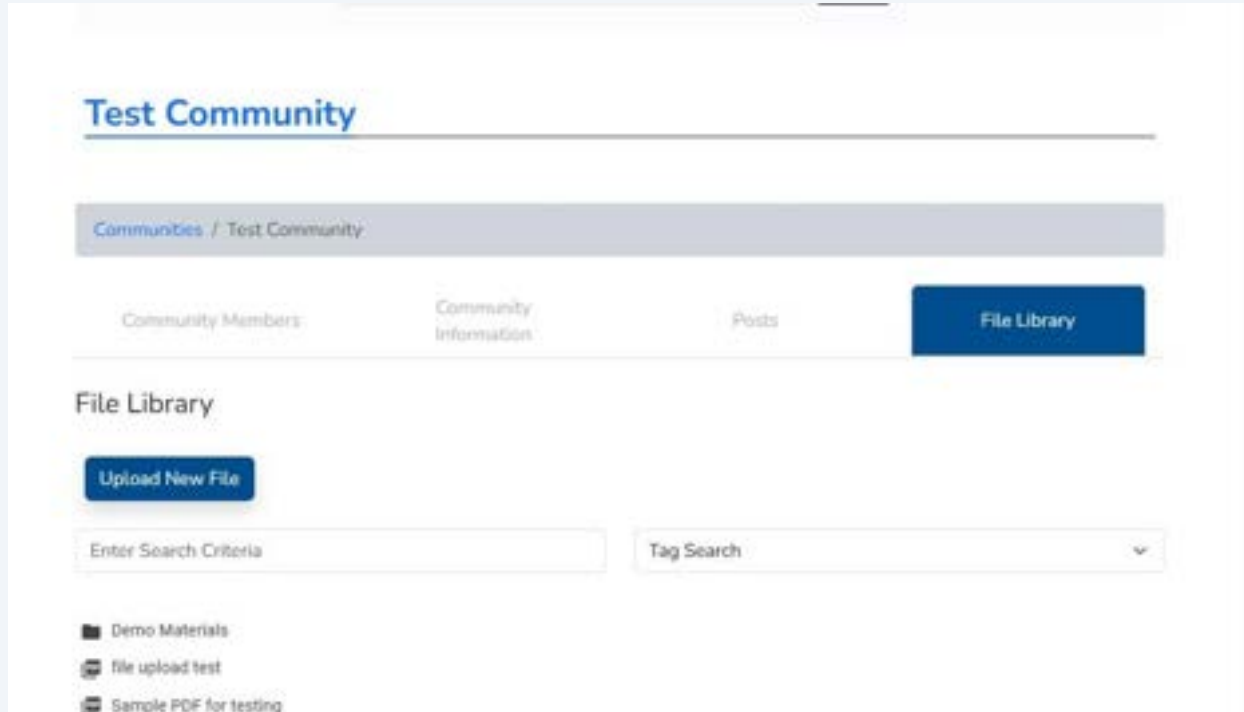 Test Community
Communities / Test Community
Community Members
Community
Information
Posts
File Library
File Library
Upload New File
Enter Search Criteria
Tag Search
Demo Materials
file upload test
Sample PDF for testing